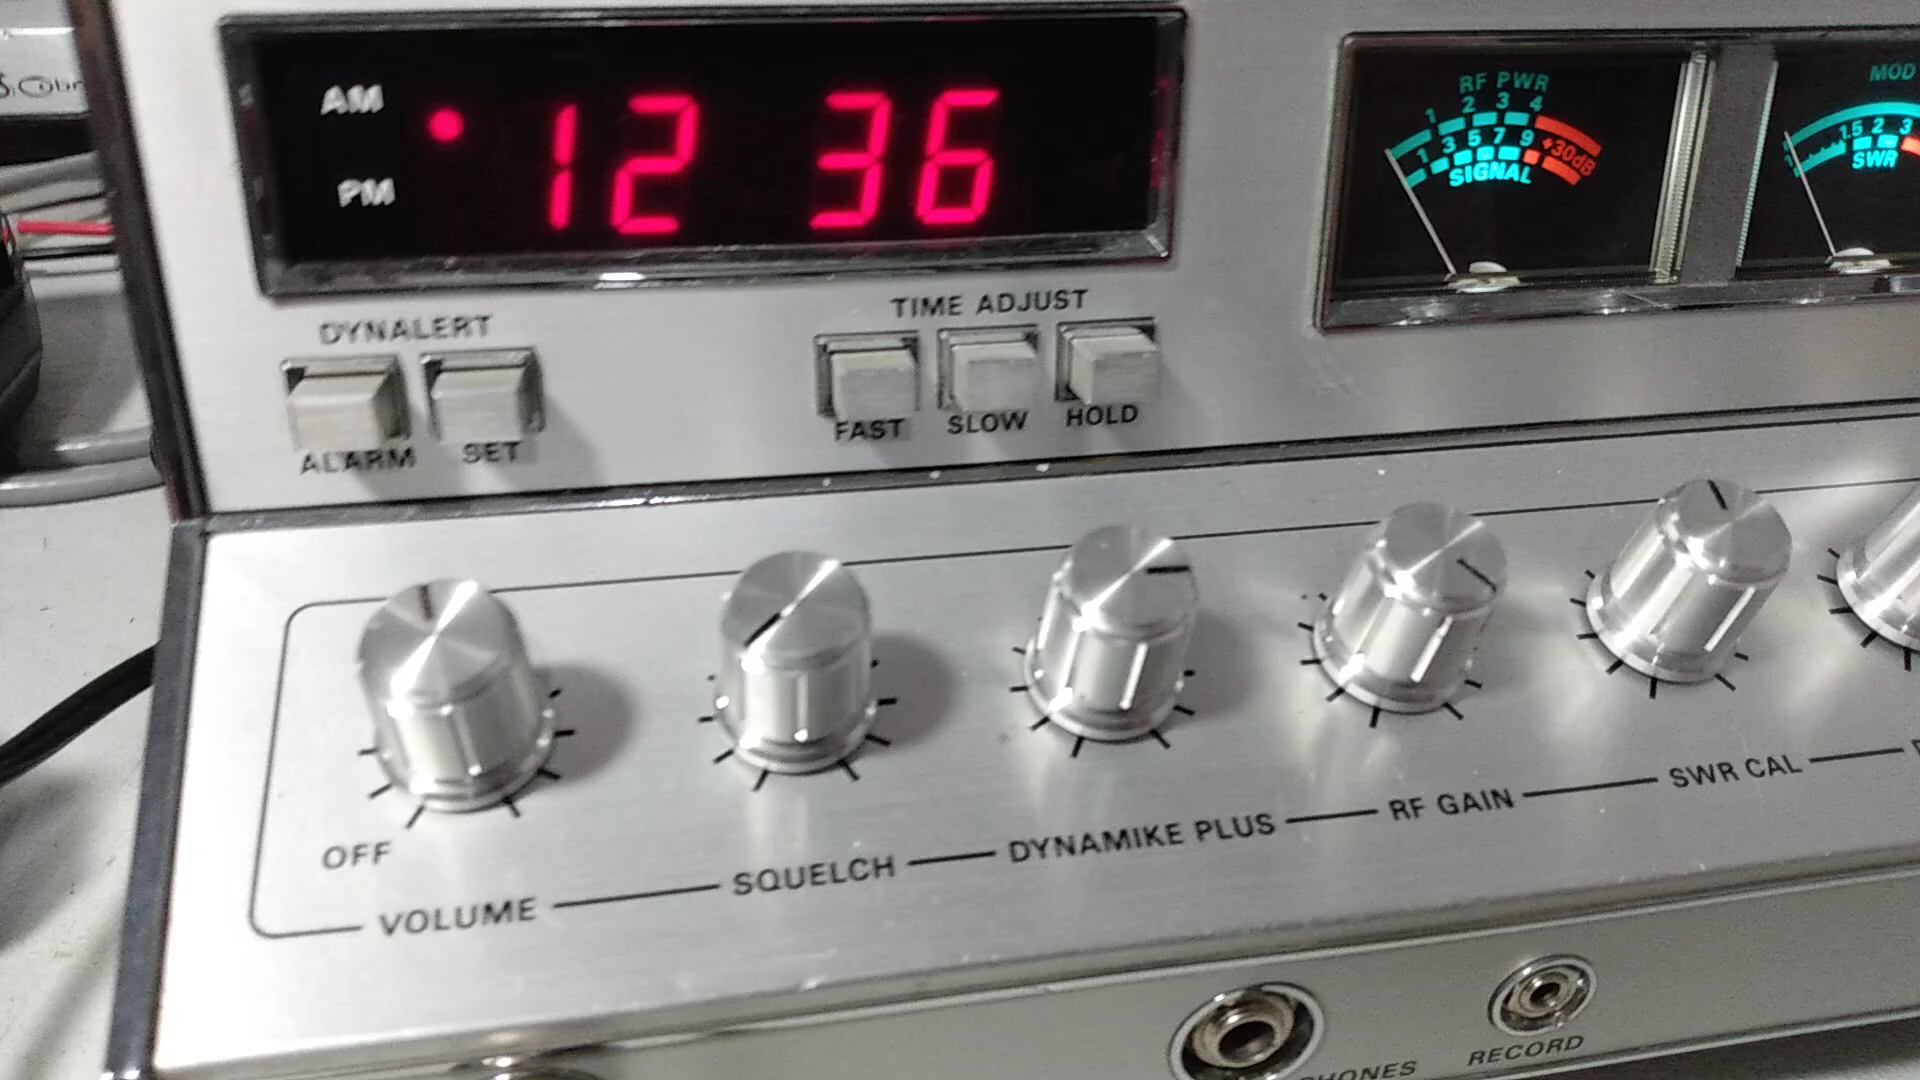 AM
PM
12 36
DYNALERT
ALARM
SET
TIME ADJUST
FAST
SLOW
HOLD
RF PWR
1 2 3 4
1 3 5 7 9 +30dB
SIGNAL
MOD
1 1.5 2 3
SWR
OFF
VOLUME
SQUELCH
DYNAMIKE PLUS
RF GAIN
SWR CAL
RECORD